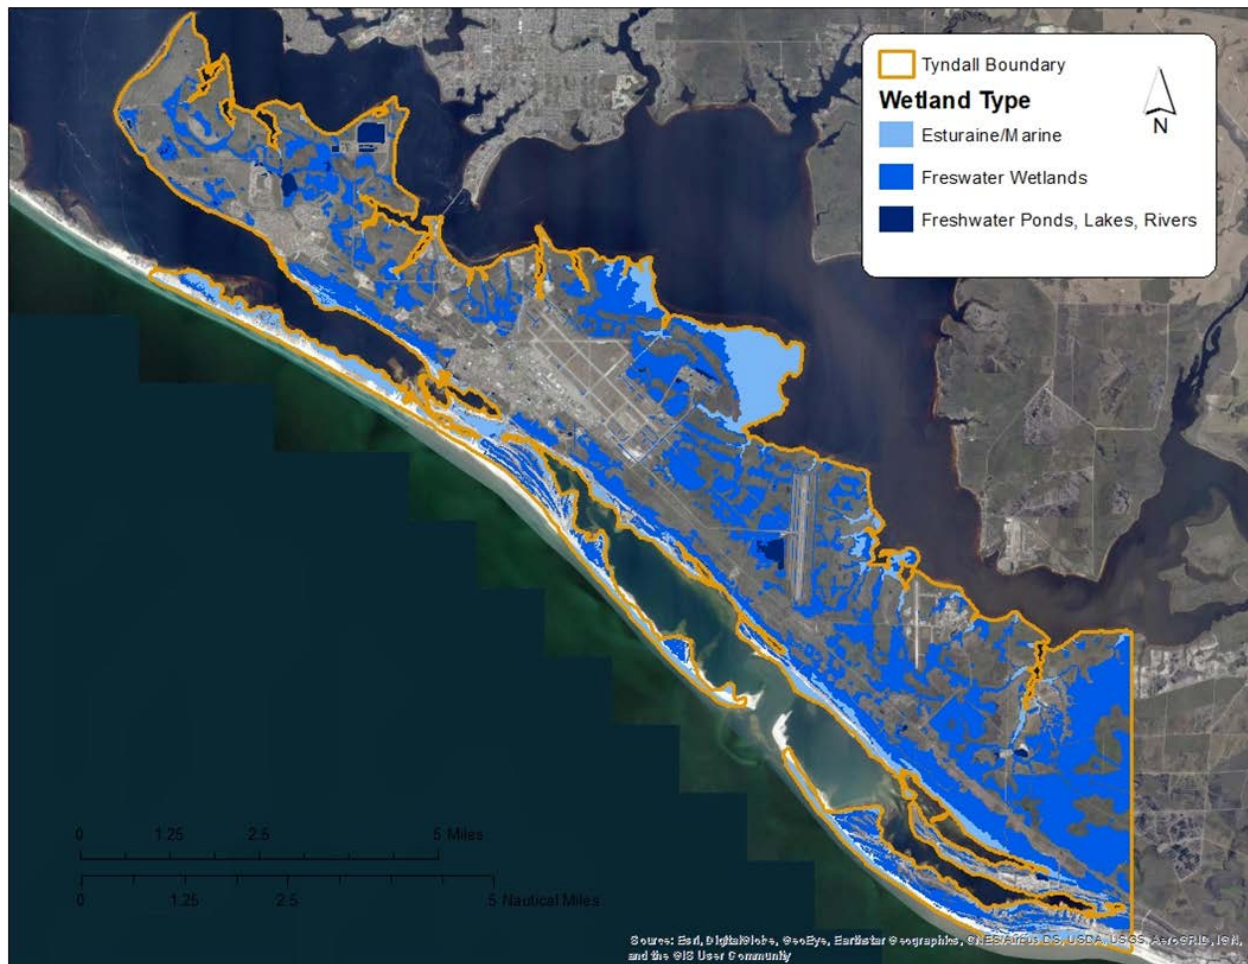 Tyndall Boundary
Wetland Type
N
Esturaine/Marine
Freswater Wetlands
Freshwater Ponds, Lakes, Rivers
0 1.25 2.5 5 Miles
0 1.25 2.5 5 Nautical Miles
Source: Esri, DigitalGlobe, GeoEye, Earthstar Geographics, CNES/Airbus DS, USDA, USGS, AeroGRID, IGN,
and the GIS User Community